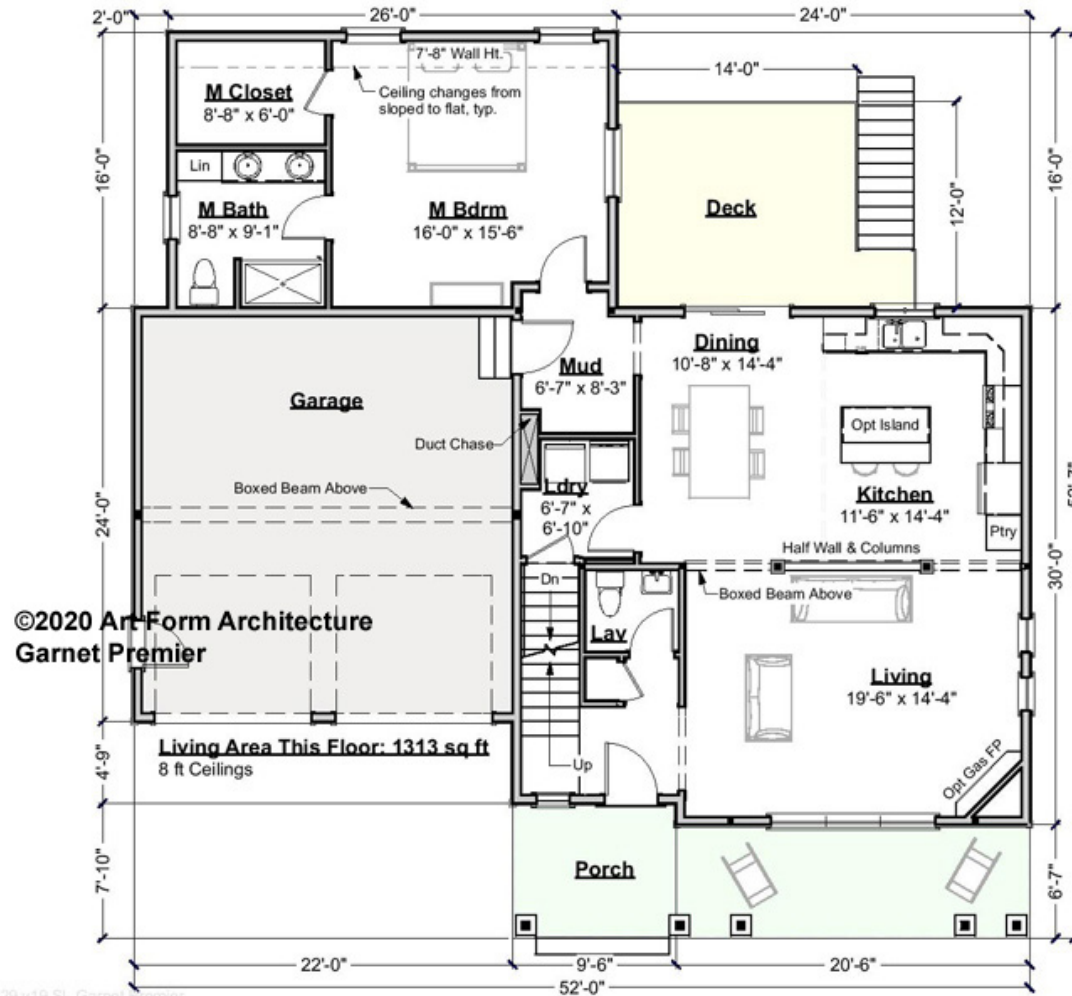 26'-0"
24'-0"
2'-0"
7'-8" Wall Ht.
14'-0"
M Closet
8'-8" x 6'-0"
Ceiling changes from
sloped to flat, typ.
16'-0"
Lin
M Bath
8'-8" x 9'-1"
M Bdrm
16'-0" x 15'-6"
Deck
12'-0"
16'-0"
Dining
10'-8" x 14'-4"
Mud
6'-7" x 8'-3"
Garage
Opt Island
Duct Chase
Boxed Beam Above
Ldry
6'-7" x
6'-10"
Kitchen
11'-6" x 14'-4"
Ptry
24'-0"
Half Wall & Columns
30'-0"
Dn
Boxed Beam Above
©2020 Art Form Architecture
Garnet Premier
Lav
Living
19'-6" x 14'-4"
Living Area This Floor: 1313 sq ft
8 ft Ceilings
4'-9"
Up
Opt Gas FP
7'-10"
Porch
6'-7"
22'-0"
9'-6"
20'-6"
52'-0"